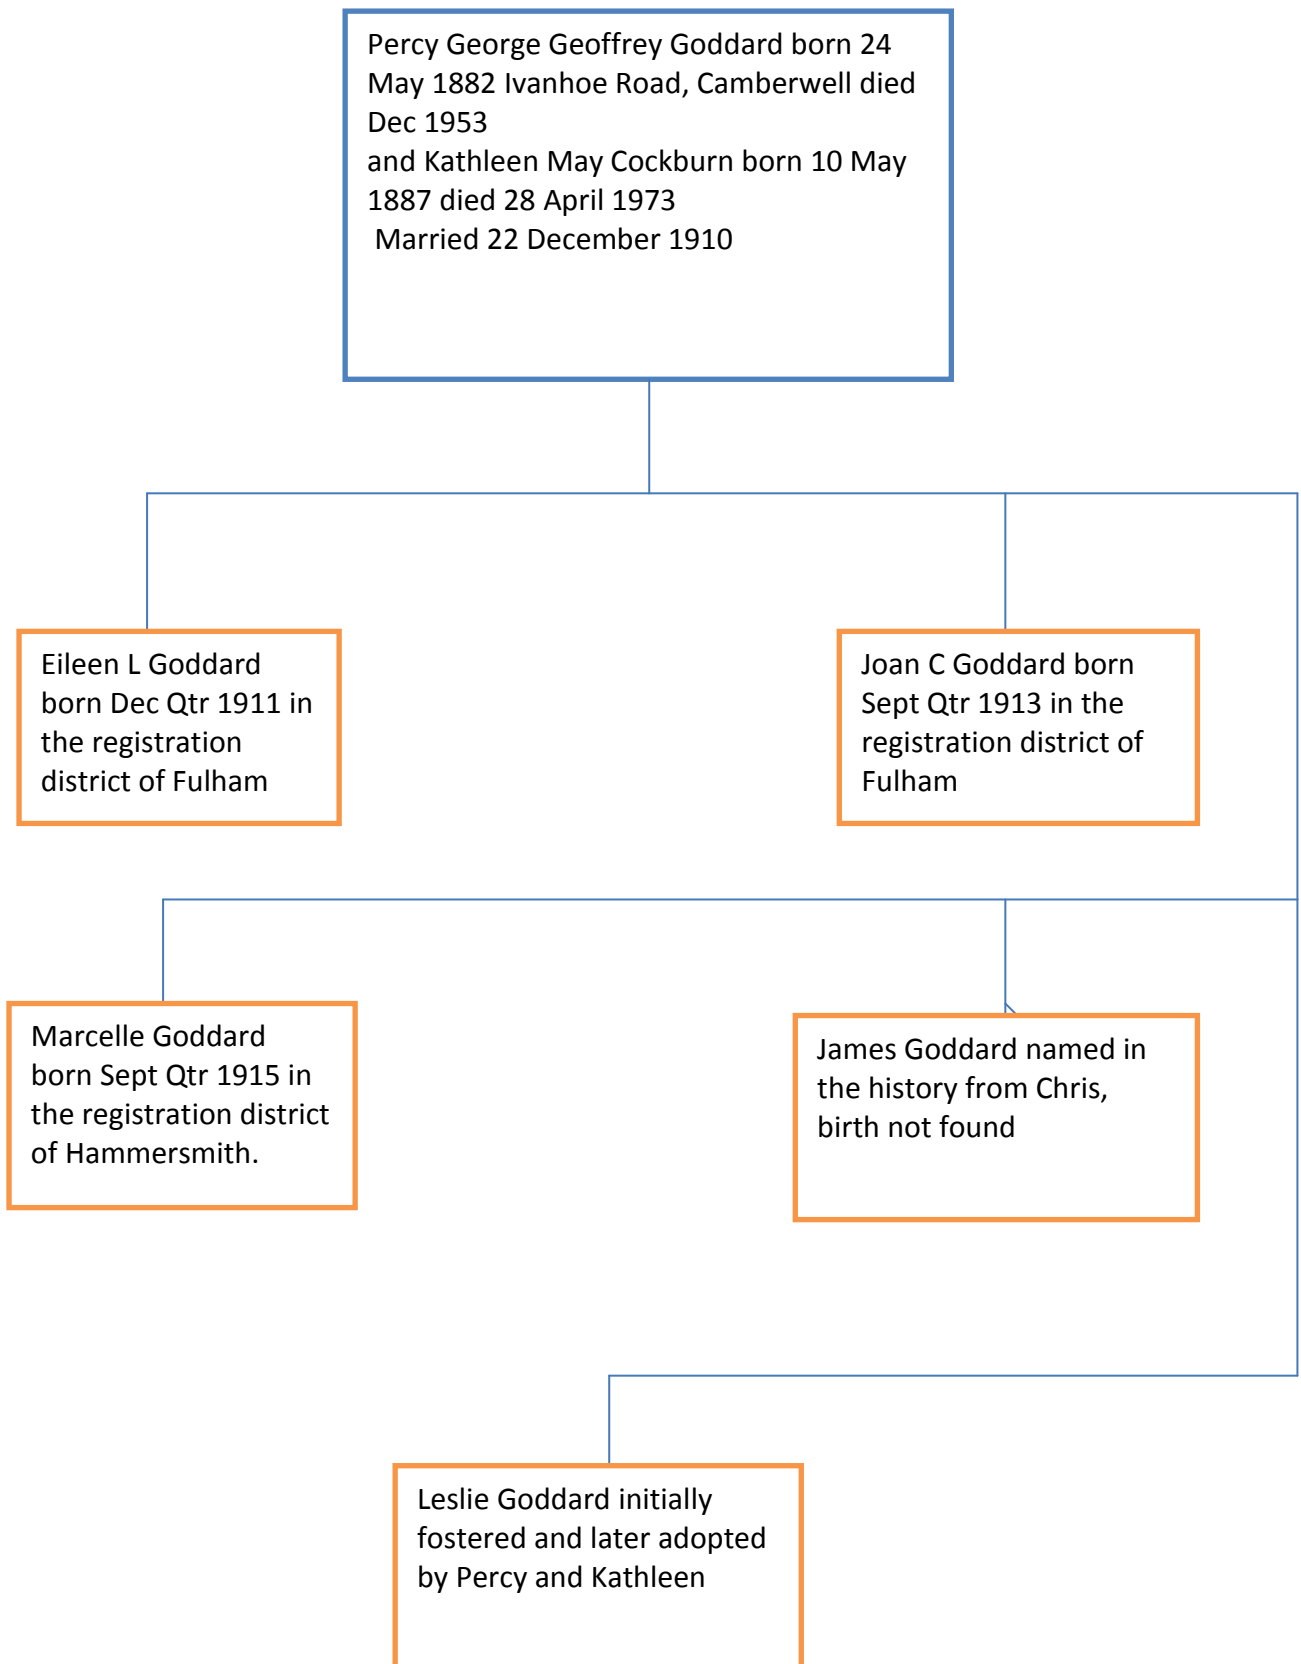 Percy George Geoffrey Goddard born 24
May 1882 Ivanhoe Road, Camberwell died
Dec 1953
and Kathleen May Cockburn born 10 May
1887 died 28 April 1973
Married 22 December 1910
Eileen L Goddard
born Dec Qtr 1911 in
the registration
district of Fulham
Joan C Goddard born
Sept Qtr 1913 in the
registration district of
Fulham
Marcelle Goddard
born Sept Qtr 1915 in
the registration district
of Hammersmith.
James Goddard named in
the history from Chris,
birth not found
Leslie Goddard initially
fostered and later adopted
by Percy and Kathleen